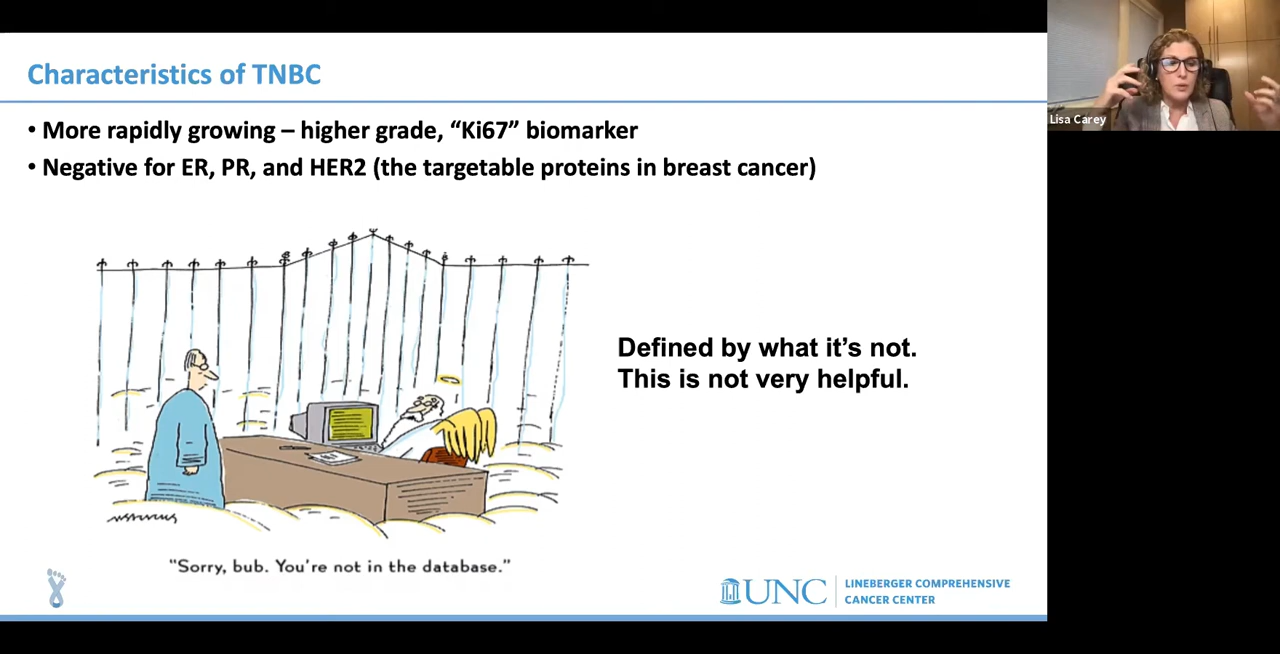 Characteristics of TNBC
• More rapidly growing – higher grade, “Ki67” biomarker
• Negative for ER, PR, and HER2 (the targetable proteins in breast cancer)
Defined by what it’s not.
This is not very helpful.
"Sorry, bub. You're not in the database."
UNC
LINEBERGER COMPREHENSIVE
CANCER CENTER
Lisa Carey